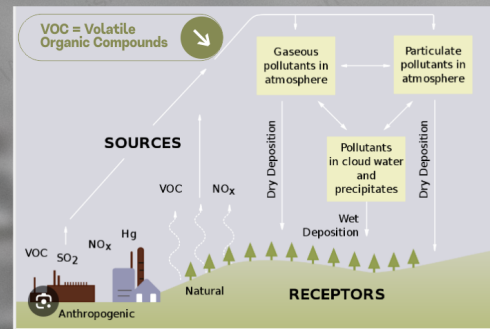 VOC = Volatile
Organic Compounds
Gaseous
pollutants in
atmosphere
Particulate
pollutants in
atmosphere
SOURCES
Pollutants
in cloud water
and
precipitates
Dry Deposition
Dry Deposition
VOC
NOx
Wet
Deposition
VOC
SO2
NOx
Hg
Natural
RECEPTORS
Anthropogenic